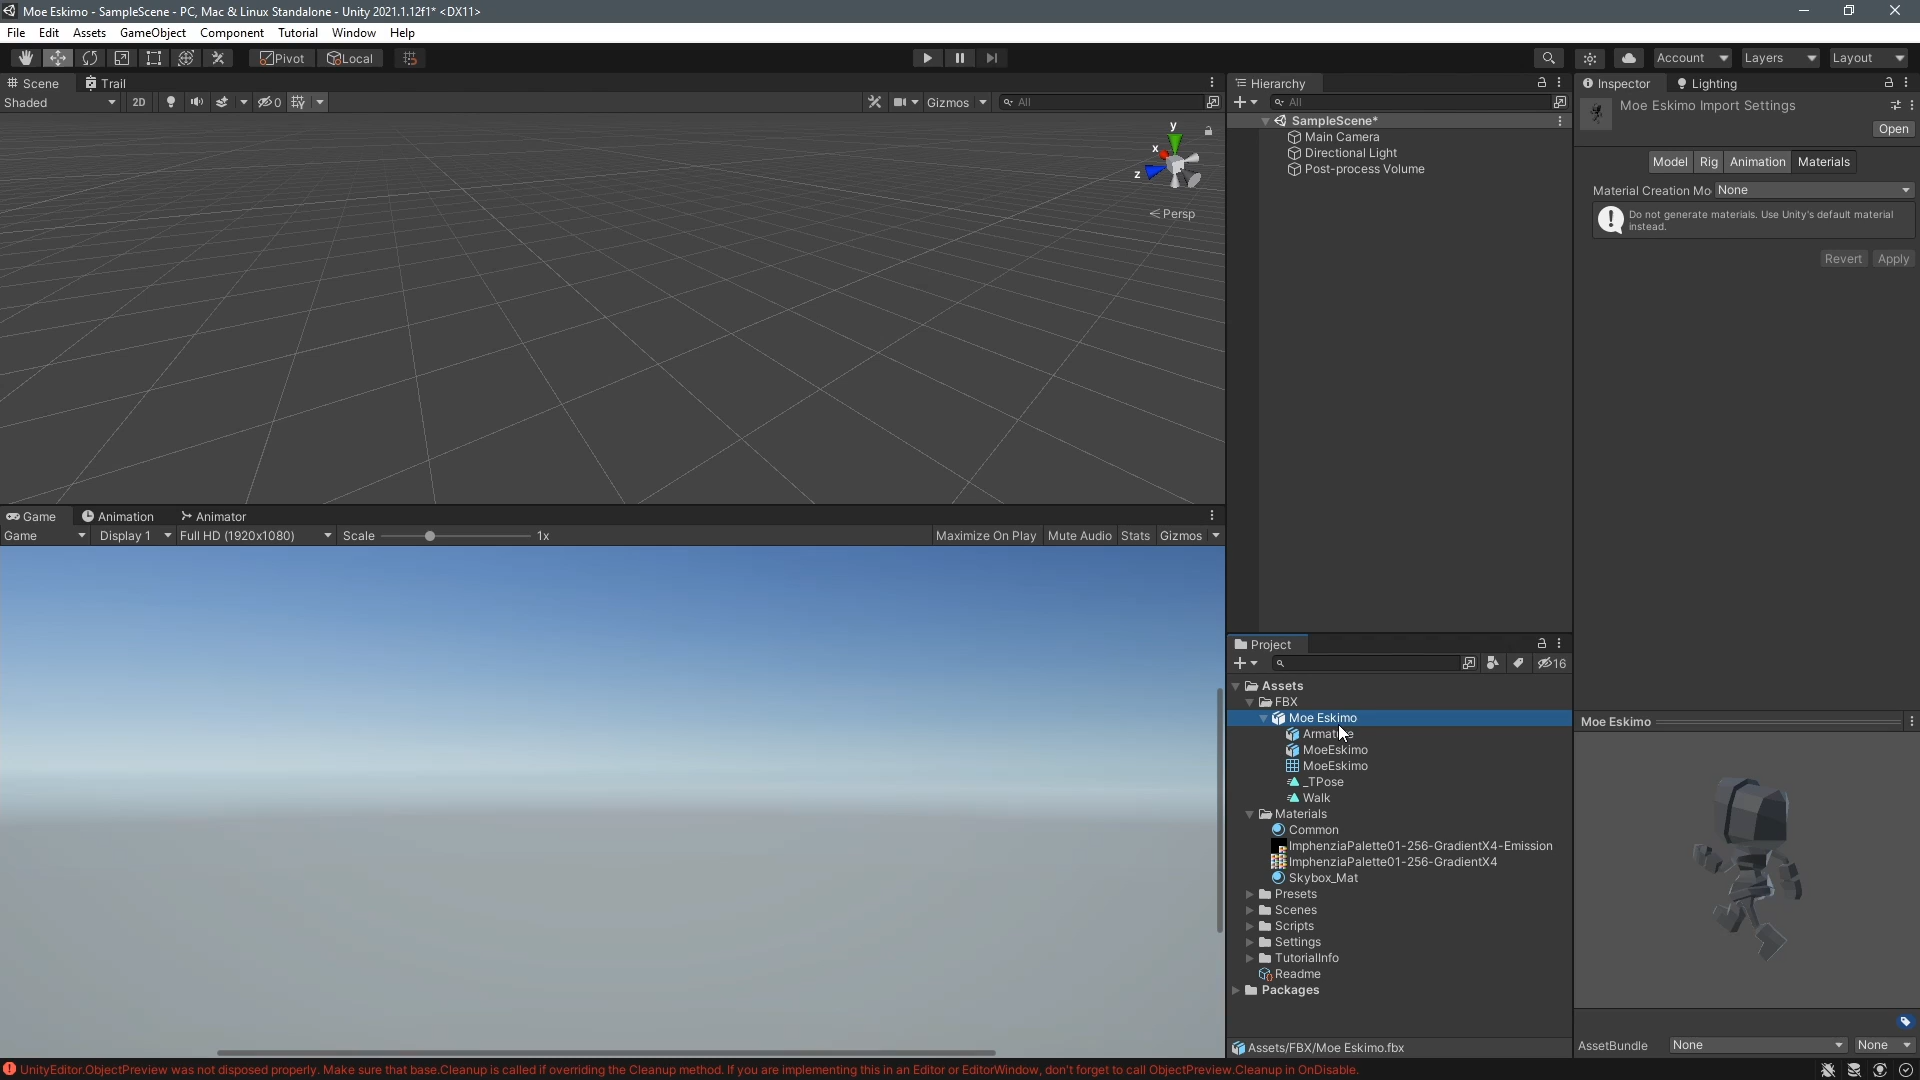 Moe Eskimo - SampleScene - PC, Mac & Linux Standalone - Unity 2021.1.12f1* <DX11>
File Edit Assets GameObject Component Tutorial Window Help
Pivot Local Account Layers Layout
Scene Trail
Shaded 2D 0 Gizmos All
y
x
z
Persp
Game Animation Animator
Game Display 1 Full HD (1920x1080) Scale 1x Maximize On Play Mute Audio Stats Gizmos
Hierarchy
All
SampleScene*
Main Camera
Directional Light
Post-process Volume
Project
16
Assets
FBX
Moe Eskimo
Armature
MoeEskimo
MoeEskimo
_TPose
Walk
Materials
Common
ImphenziaPalette01-256-GradientX4-Emission
ImphenziaPalette01-256-GradientX4
Skybox_Mat
Presets
Scenes
Scripts
Settings
TutorialInfo
Readme
Packages
Assets/FBX/Moe Eskimo.fbx
Inspector Lighting
Moe Eskimo Import Settings
Open
Model Rig Animation Materials
Material Creation Mo None
Do not generate materials. Use Unity's default material
instead.
Revert Apply
Moe Eskimo
AssetBundle None None
UnityEditor.ObjectPreview was not disposed properly. Make sure that base.Cleanup is called if overriding the Cleanup method. If you are implementing this in an Editor or EditorWindow, don't forget to call ObjectPreview.Cleanup in OnDisable.